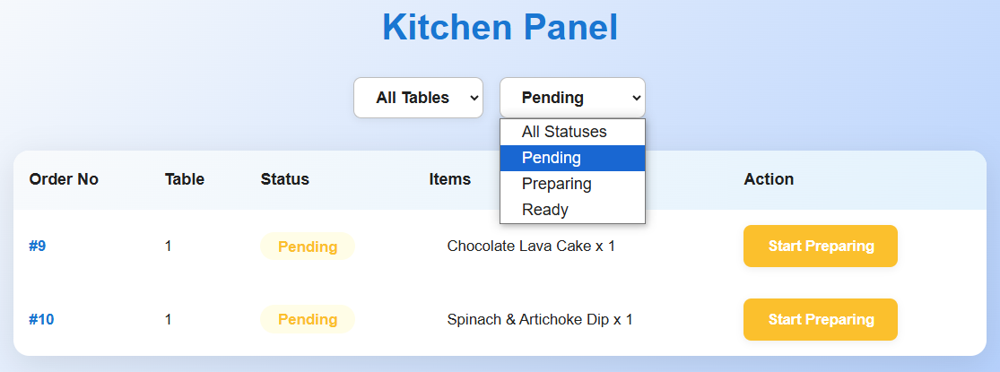 Kitchen Panel
All Tables Pending
All Statuses
Pending
Preparing
Ready
Order No Table Status Items Action
#9 1 Pending Chocolate Lava Cake x 1 Start Preparing
#10 1 Pending Spinach & Artichoke Dip x 1 Start Preparing